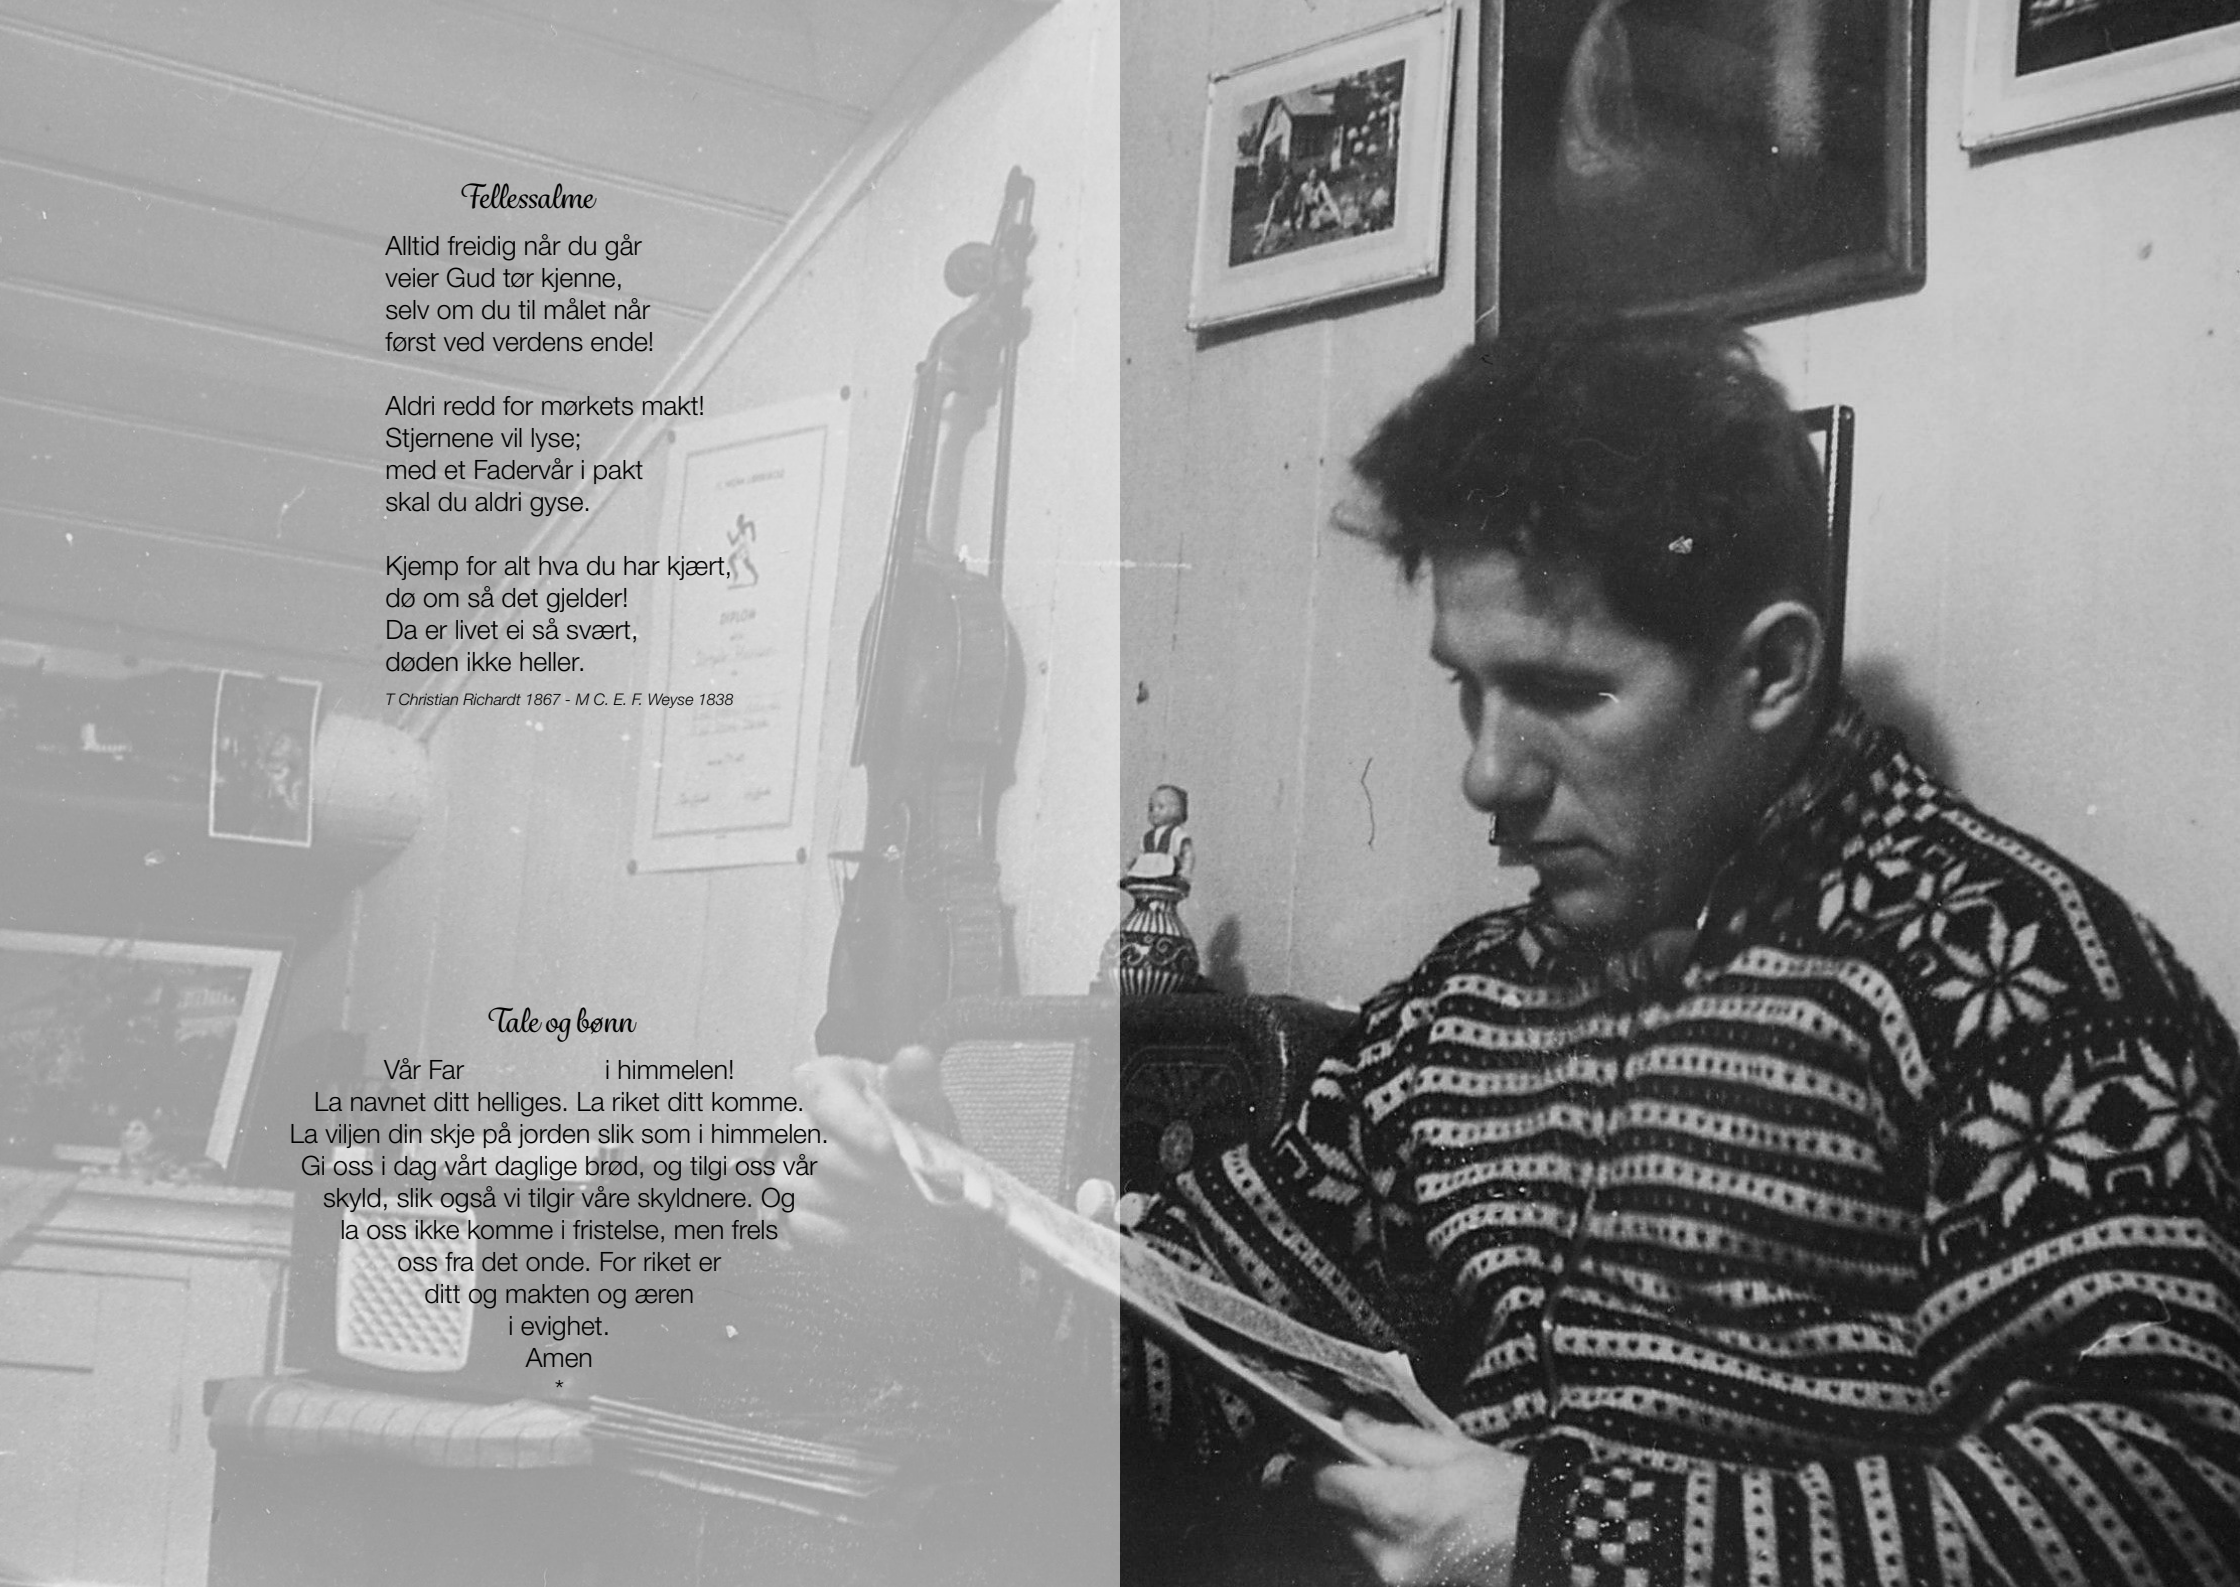 Fellessalme
Alltid freidig når du går
veier Gud tør kjenne,
selv om du til målet når
først ved verdens ende!
Aldri redd for mørkets makt!
Stjernene vil lyse;
med et Fadervår i pakt
skal du aldri gyse.
Kjemp for alt hva du har kjært,
dø om så det gjelder!
Da er livet ei så svært,
døden ikke heller.
T Christian Richardt 1867 - M C. E. F. Weyse 1838
DIPLOM
Tale og bønn
Vår Far i himmelen!
La navnet ditt helliges. La riket ditt komme.
La viljen din skje på jorden slik som i himmelen.
Gi oss i dag vårt daglige brød, og tilgi oss vår
skyld, slik også vi tilgir våre skyldnere. Og
la oss ikke komme i fristelse, men frels
oss fra det onde. For riket er
ditt og makten og æren
i evighet.
Amen
*